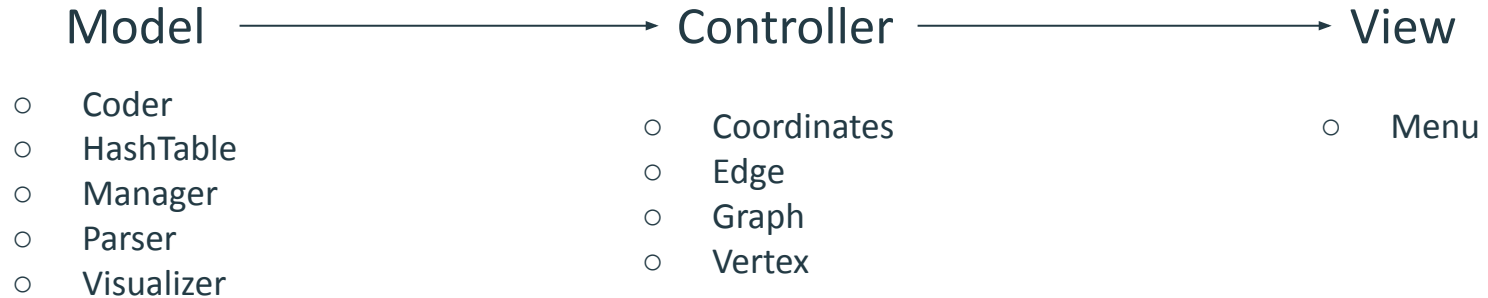 Model Controller View
○ Coder
○ HashTable
○ Manager
○ Parser
○ Visualizer
○ Coordinates
○ Edge
○ Graph
○ Vertex
○ Menu